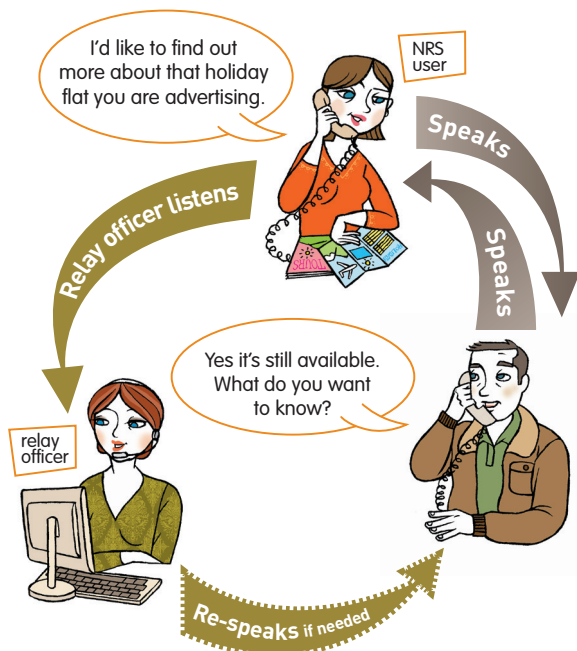 I'd like to find out
more about that holiday
flat you are advertising.
NRS
user
Speaks
Speaks
Relay officer listens
TOURS
Yes it's still available.
What do you want
to know?
relay
officer
Re-speaks if needed